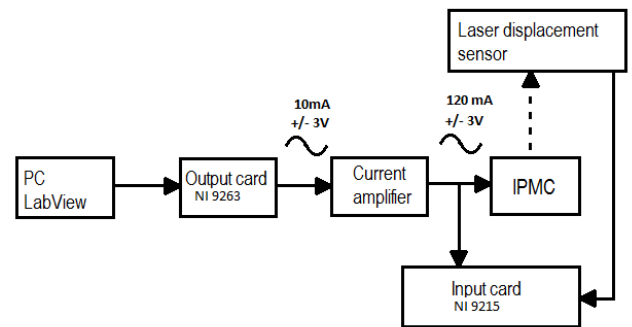 Laser displacement
sensor
10mA
+/- 3V
120 mA
+/- 3V
PC
LabView
Output card
NI 9263
Current
amplifier
IPMC
Input card
NI 9215